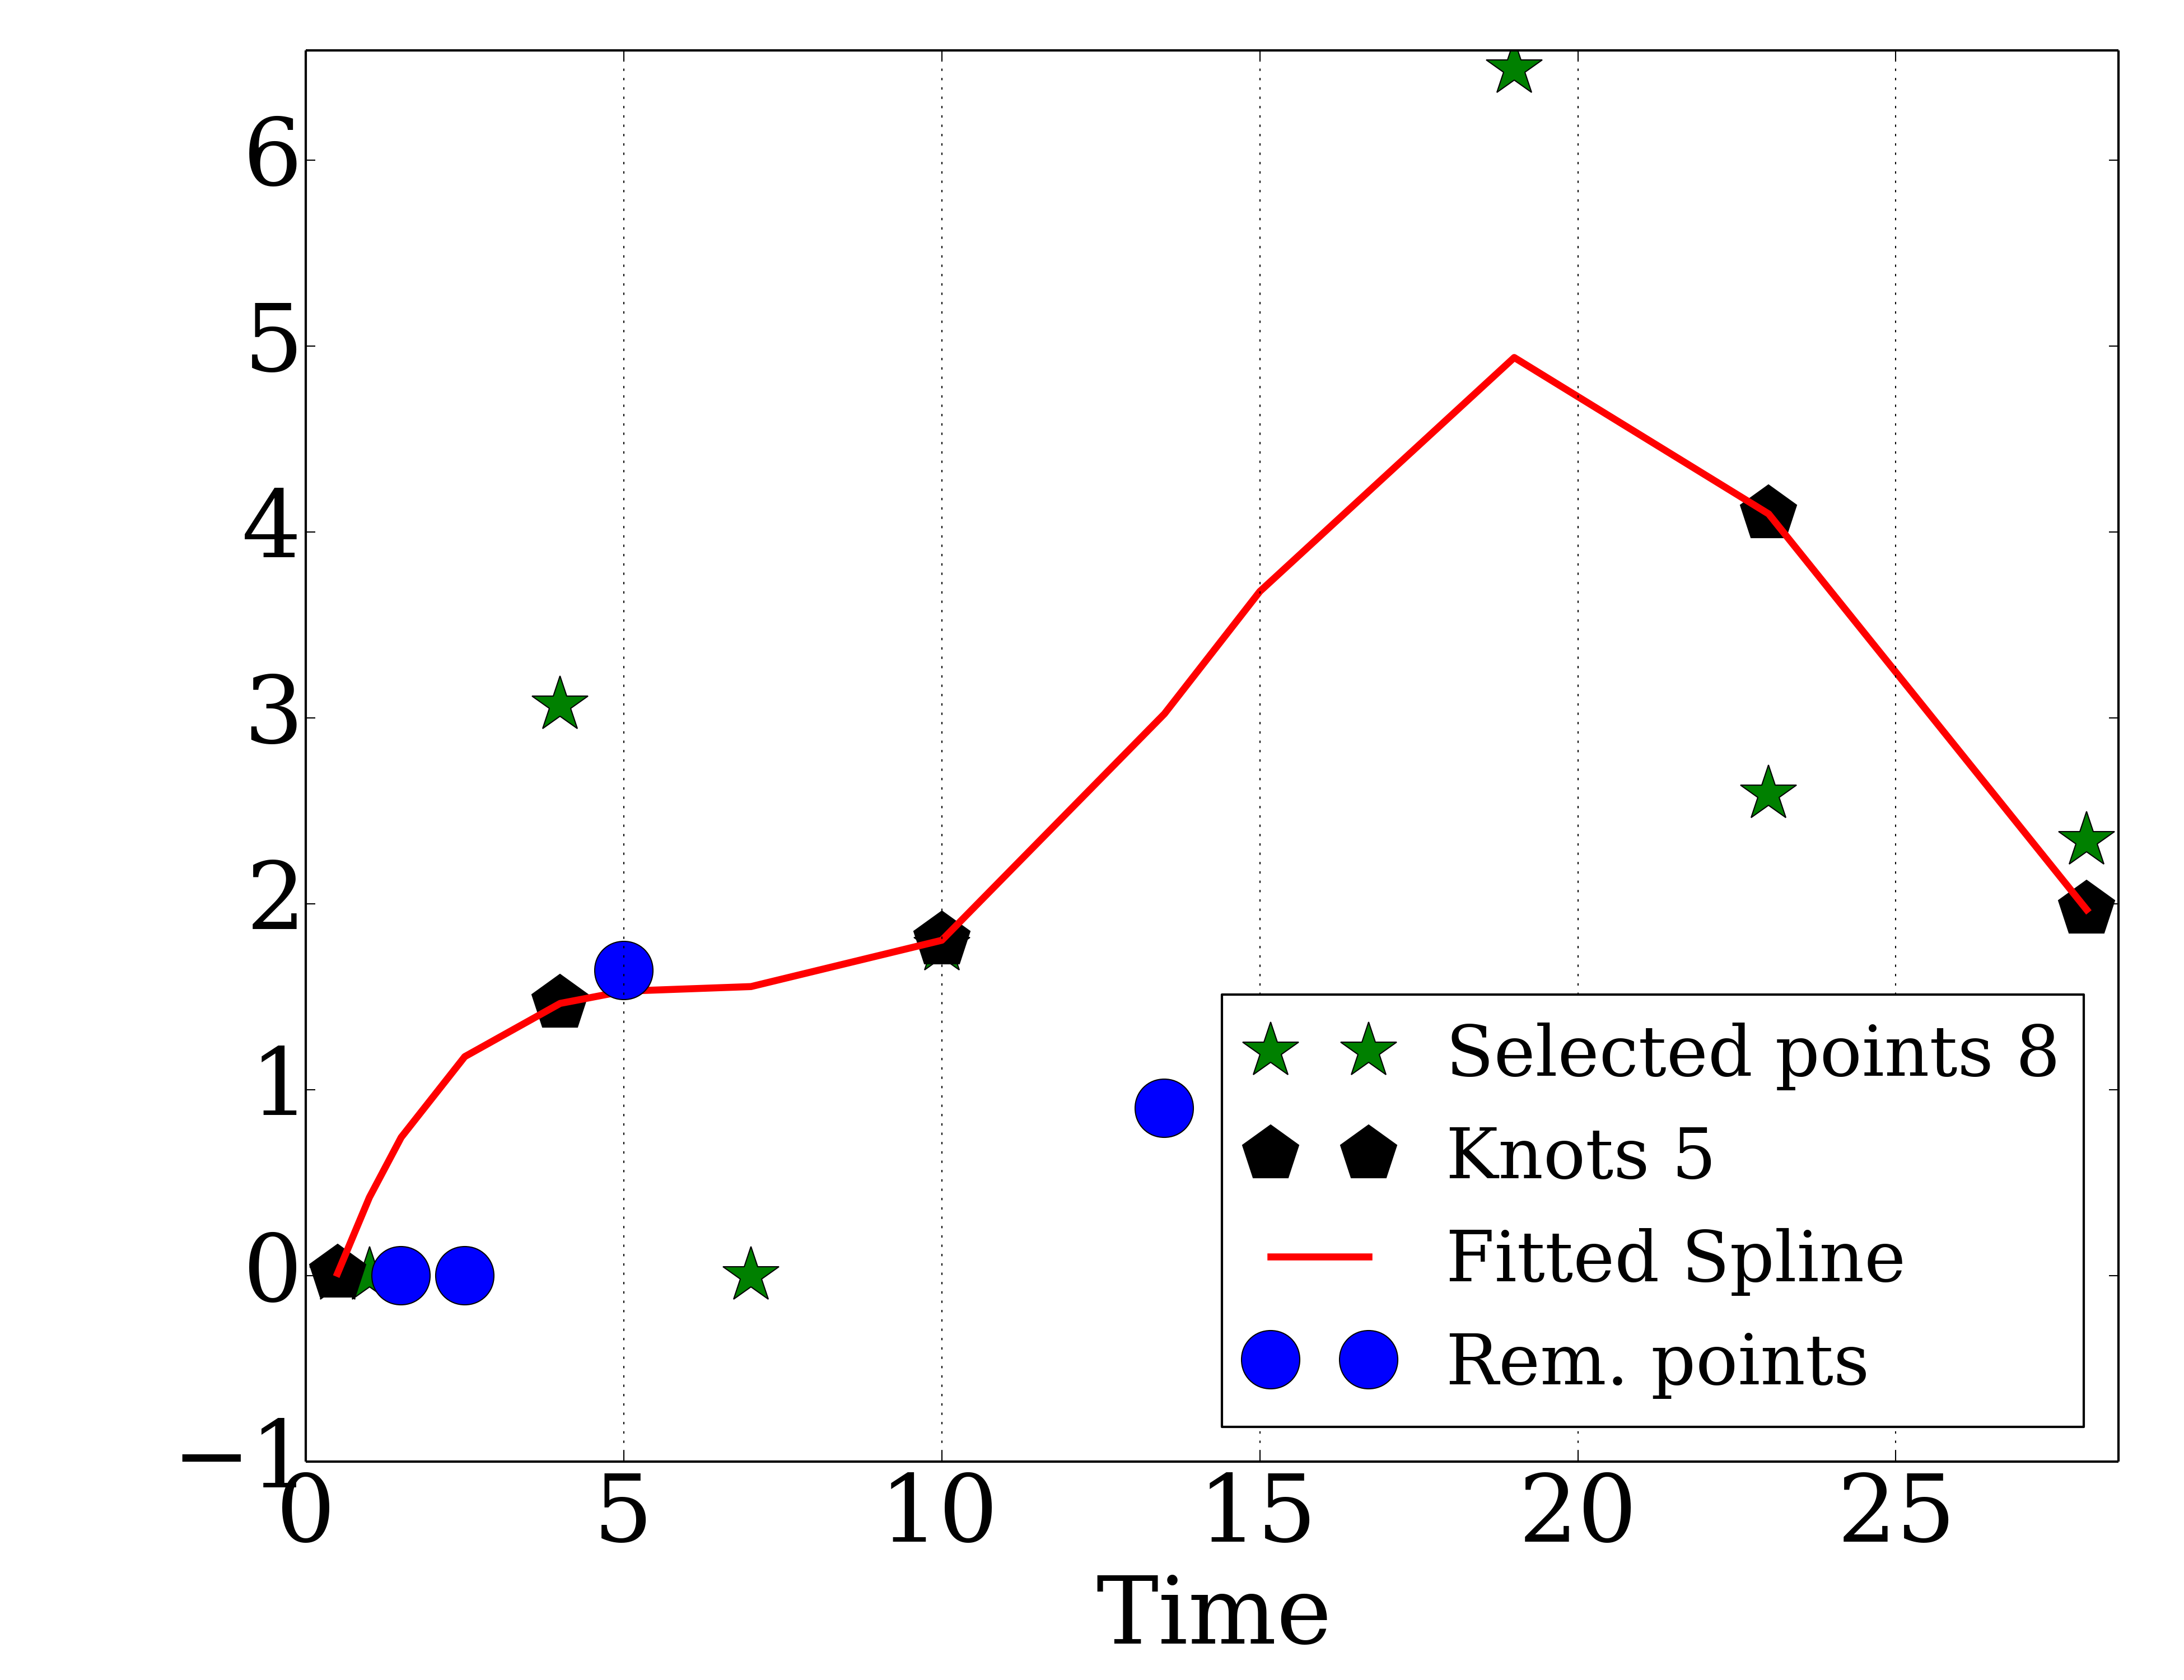 6
5
4
3
2
1
0
−1
0 5 10 15 20 25
Time
Selected points 8
Knots 5
Fitted Spline
Rem. points